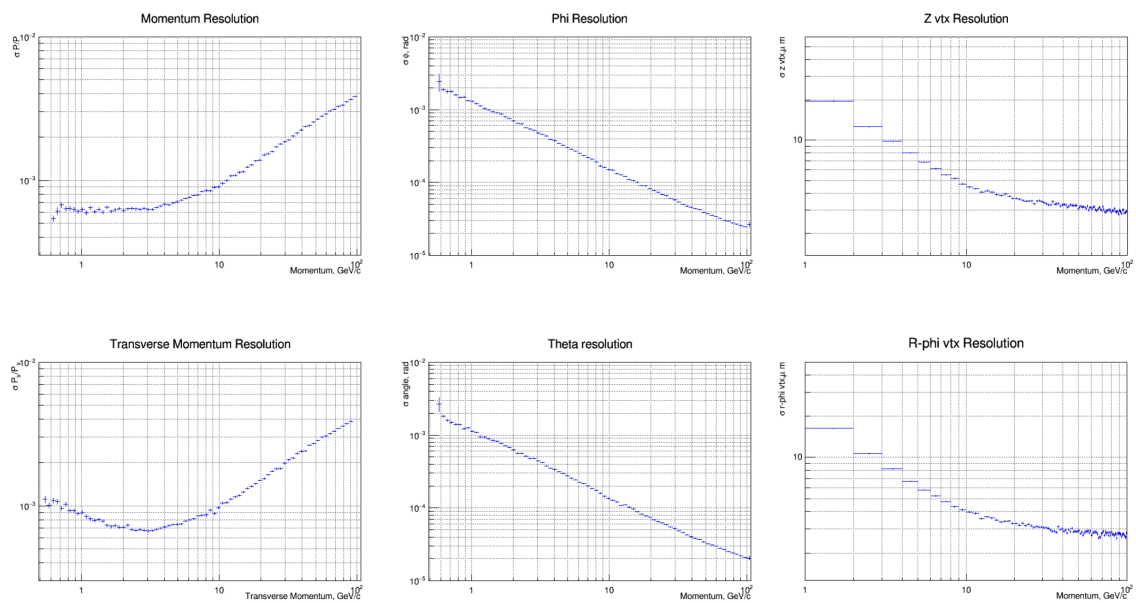 Momentum Resolution
σ P/P
10⁻²
10⁻³
1
10
10²
Momentum, GeV/c
Phi Resolution
σ ϕ, rad
10⁻²
10⁻³
10⁻⁴
10⁻⁵
1
10
10²
Momentum, GeV/c
Z vtx Resolution
σ z vtx,μ m
10
1
10
10²
Momentum, GeV/c
Transverse Momentum Resolution
10⁻²
10⁻³
1
10
10²
Transverse Momentum, GeV/c
Theta resolution
σ angle, rad
10⁻²
10⁻³
10⁻⁴
10⁻⁵
1
10
10²
Momentum, GeV/c
R-phi vtx Resolution
σ r-phi vtx,μ m
10
1
10
10²
Momentum, GeV/c